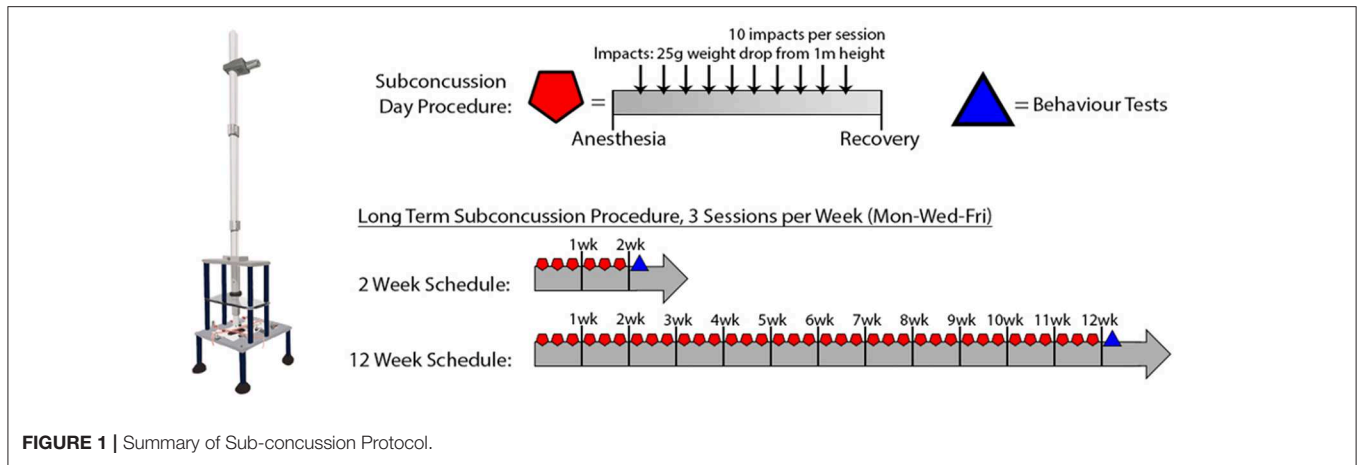 10 impacts per session
Impacts: 25g weight drop from 1m height
Subconcussion
Day Procedure:
=
= Behaviour Tests
Anesthesia
Recovery
Long Term Subconcussion Procedure, 3 Sessions per Week (Mon-Wed-Fri)
1wk 2wk
2 Week Schedule:
1wk 2wk 3wk 4wk 5wk 6wk 7wk 8wk 9wk 10wk 11wk 12wk
12 Week Schedule:
FIGURE 1 | Summary of Sub-concussion Protocol.